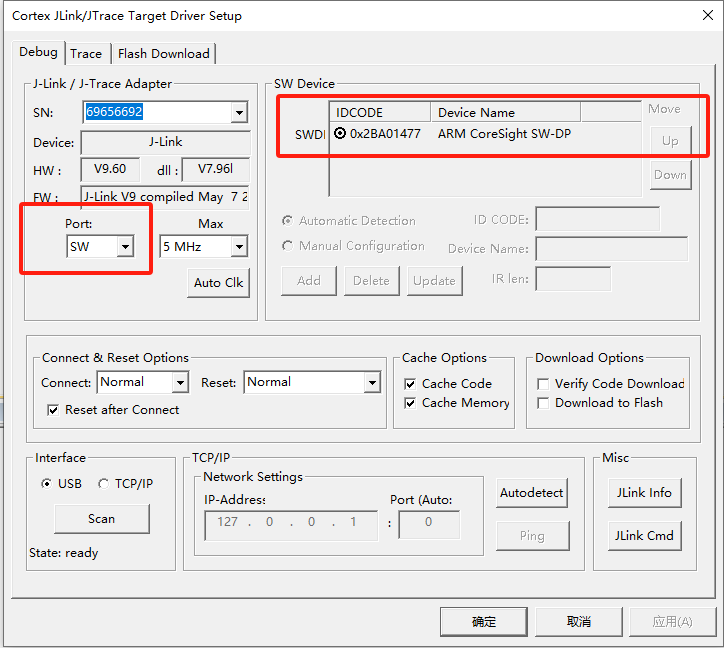 Cortex JLink/JTrace Target Driver Setup
Debug Trace Flash Download
J-Link / J-Trace Adapter
SN: 69656692
Device: J-Link
HW : V9.60 dll : V7.96l
FW : J-Link V9 compiled May 7 2
Port: Max
SW 5 MHz
Auto Clk
SW Device
IDCODE Device Name Move
SWDI 0x2BA01477 ARM CoreSight SW-DP Up
Down
Automatic Detection ID CODE:
Manual Configuration Device Name:
Add Delete Update IR len:
Connect & Reset Options
Connect: Normal Reset: Normal
Reset after Connect
Cache Options
Cache Code
Cache Memory
Download Options
Verify Code Download
Download to Flash
Interface
USB TCP/IP
Scan
State: ready
TCP/IP
Network Settings
IP-Address: Port (Auto:
127 . 0 . 0 . 1 : 0
Autodetect
Ping
Misc
JLink Info
JLink Cmd
确定 取消 应用(A)